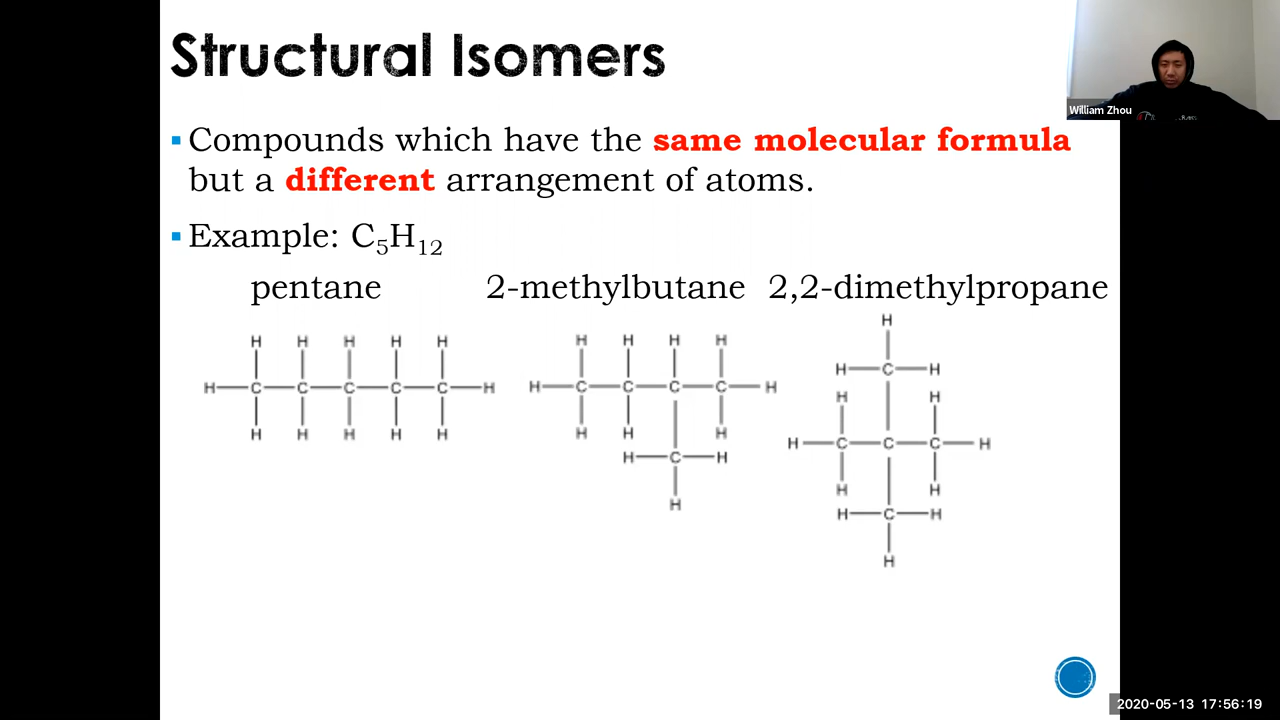 Structural Isomers
William Zhou
Compounds which have the same molecular formula
but a different arrangement of atoms.
Example: C₅H₁₂
pentane 2-methylbutane 2,2-dimethylpropane
H
H H H H H H H H H
H C H
H H
H C C C C C H H C C C C H
H C C C H
H H H H H H H H
H C H
H H
H C H
H
H
2020-05-13 17:56:19